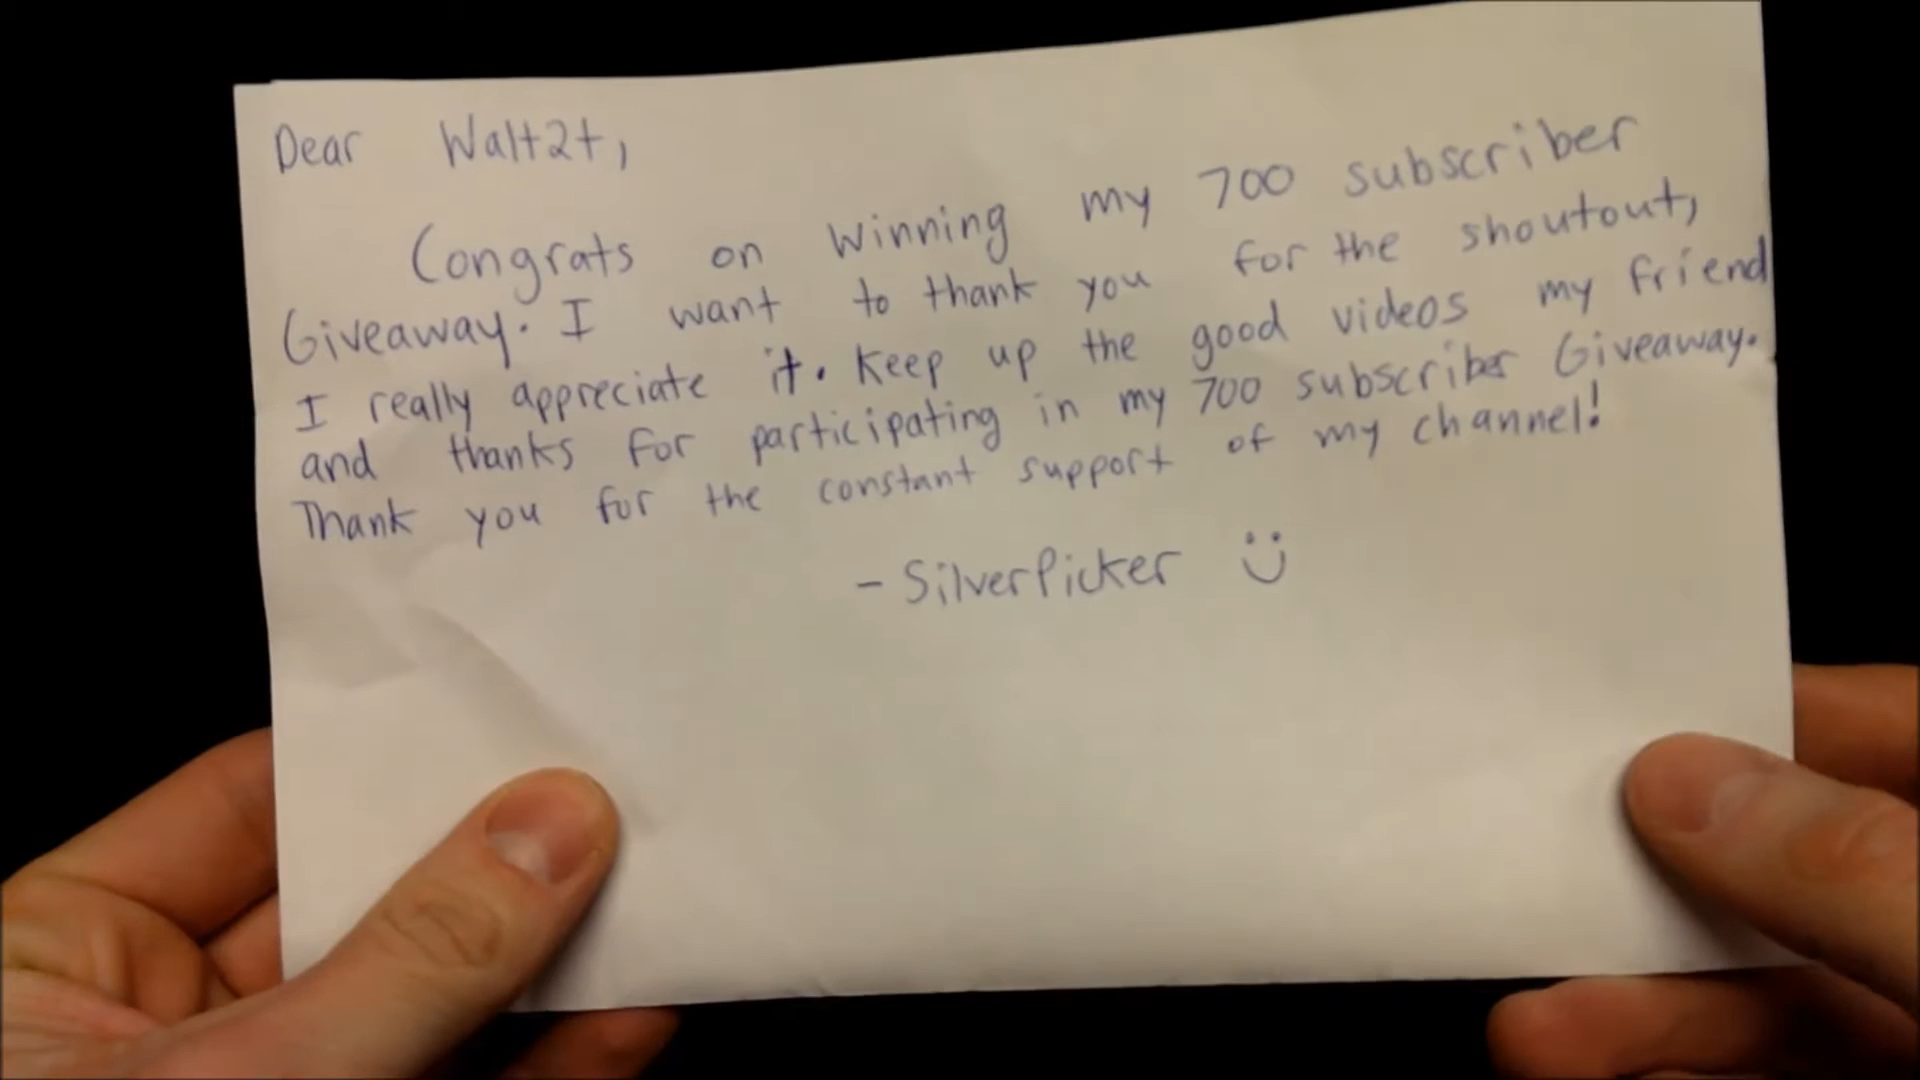 Dear Walt2t,
Congrats on winning my 700 subscriber
Giveaway. I want to thank you for the shoutout,
I really appreciate it. Keep up the good videos my friend
and thanks for participating in my 700 subscriber Giveaway.
Thank you for the constant support of my channel!
- SilverPicker :)